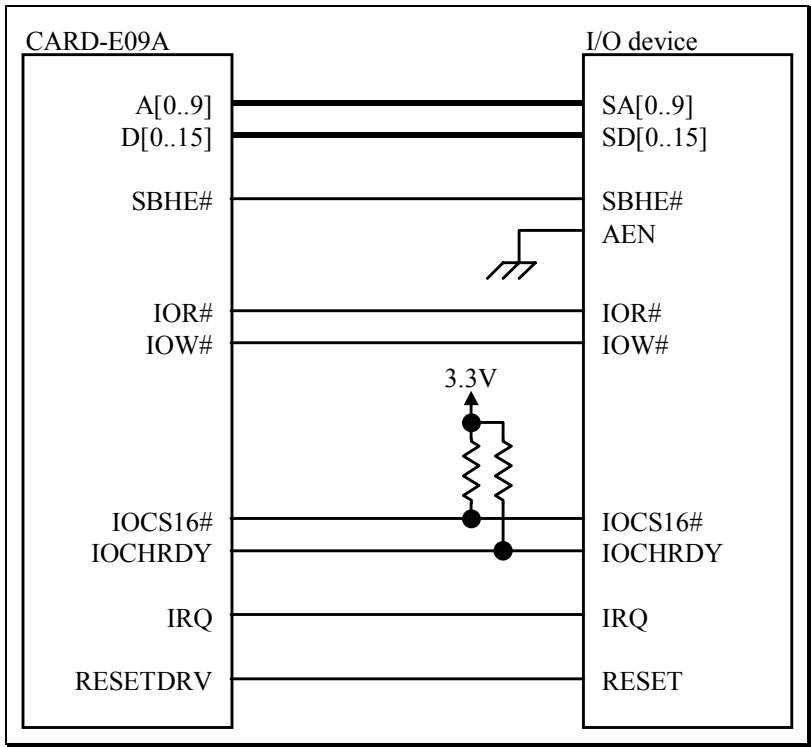 CARD-E09A I/O device
A[0..9] SA[0..9]
D[0..15] SD[0..15]
SBHE# SBHE#
AEN
IOR# IOR#
IOW# IOW#
3.3V
IOCS16# IOCS16#
IOCHRDY IOCHRDY
IRQ IRQ
RESETDRV RESET